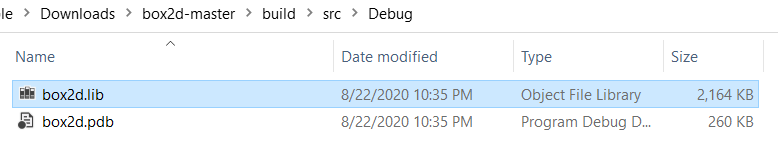 le > Downloads > box2d-master > build > src > Debug
Name Date modified Type Size
box2d.lib 8/22/2020 10:35 PM Object File Library 2,164 KB
box2d.pdb 8/22/2020 10:35 PM Program Debug D... 260 KB